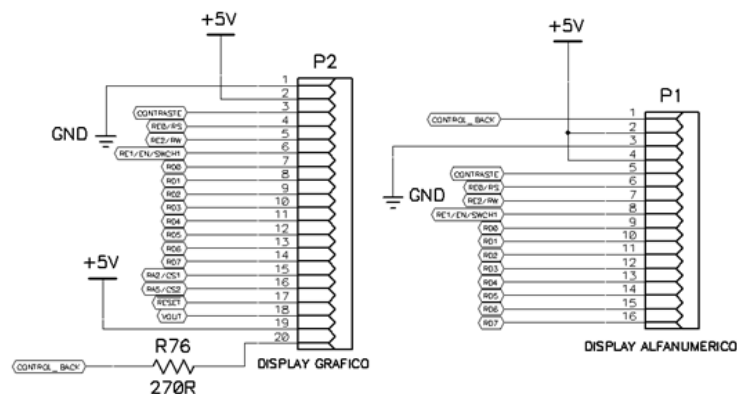 +5V
P2
1
2
CONTRASTE 3
RE0/RS 4
GND
RE2/RW 5
RE1/EN/SWCH1 6
RD0 7
RD1 8
RD2 9
RD3 10
RD4 11
RD5 12
RD6 13
RD7 14
+5V
RA2/CS1 15
RA5/CS2 16
RESET 17
VOUT 18
19
20
R76
CONTROL_BACK
270R
DISPLAY GRAFICO
+5V
P1
CONTROL_BACK 1
2
3
4
CONTRASTE 5
GND
RE0/RS 6
RE2/RW 7
RE1/EN/SWCH1 8
RD0 9
RD1 10
RD2 11
RD3 12
RD4 13
RD5 14
RD6 15
RD7 16
DISPLAY ALFANUMERICO